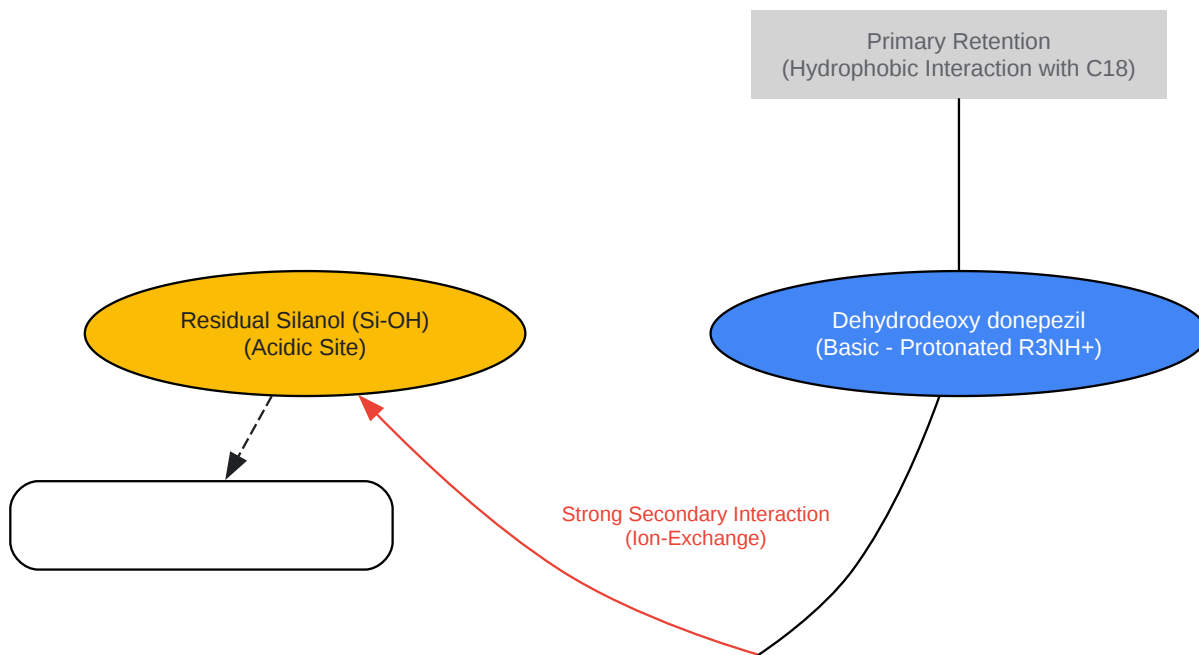 Primary Retention
(Hydrophobic Interaction with C18)
Residual Silanol (Si-OH)
(Acidic Site)
Dehydrodeoxy donepezil
(Basic - Protonated R3NH+)
Strong Secondary Interaction
(Ion-Exchange)